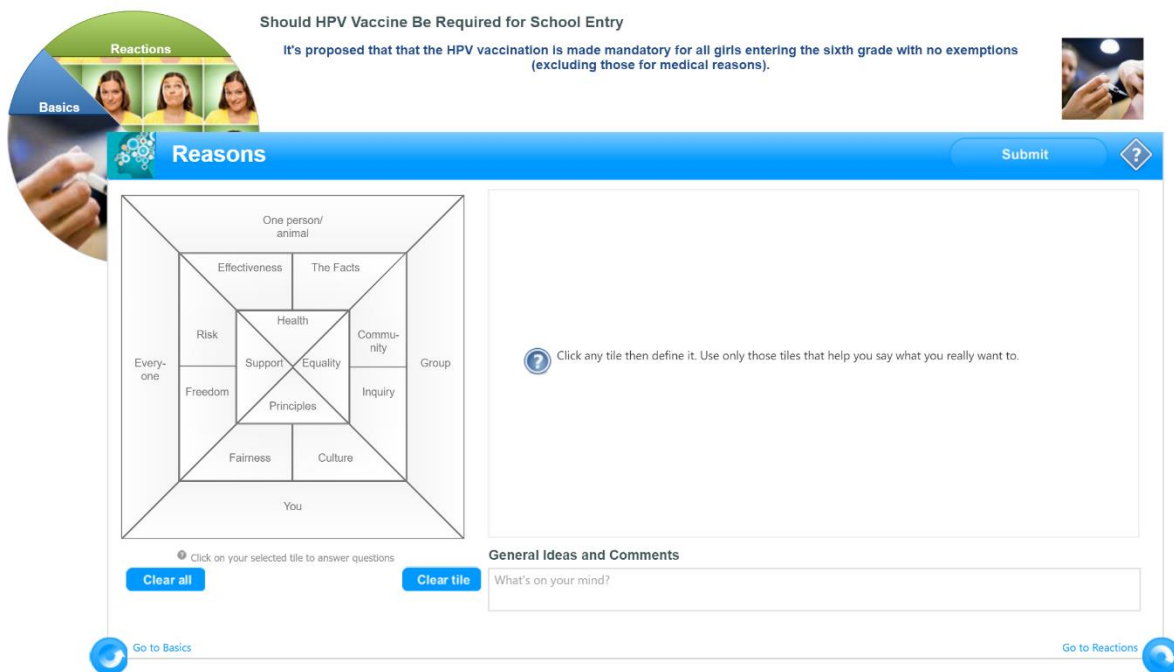 Should HPV Vaccine Be Required for School Entry
It's proposed that that the HPV vaccination is made mandatory for all girls entering the sixth grade with no exemptions
(excluding those for medical reasons).
Reactions
Basics
Reasons
Submit
?
One person/
animal
Effectiveness
The Facts
Risk
Health
Commu-
nity
Every-
one
Support
Equality
Group
Freedom
Principles
Inquiry
Fairness
Culture
You
? Click any tile then define it. Use only those tiles that help you say what you really want to.
? Click on your selected tile to answer questions
Clear all
Clear tile
General Ideas and Comments
What's on your mind?
Go to Basics
Go to Reactions